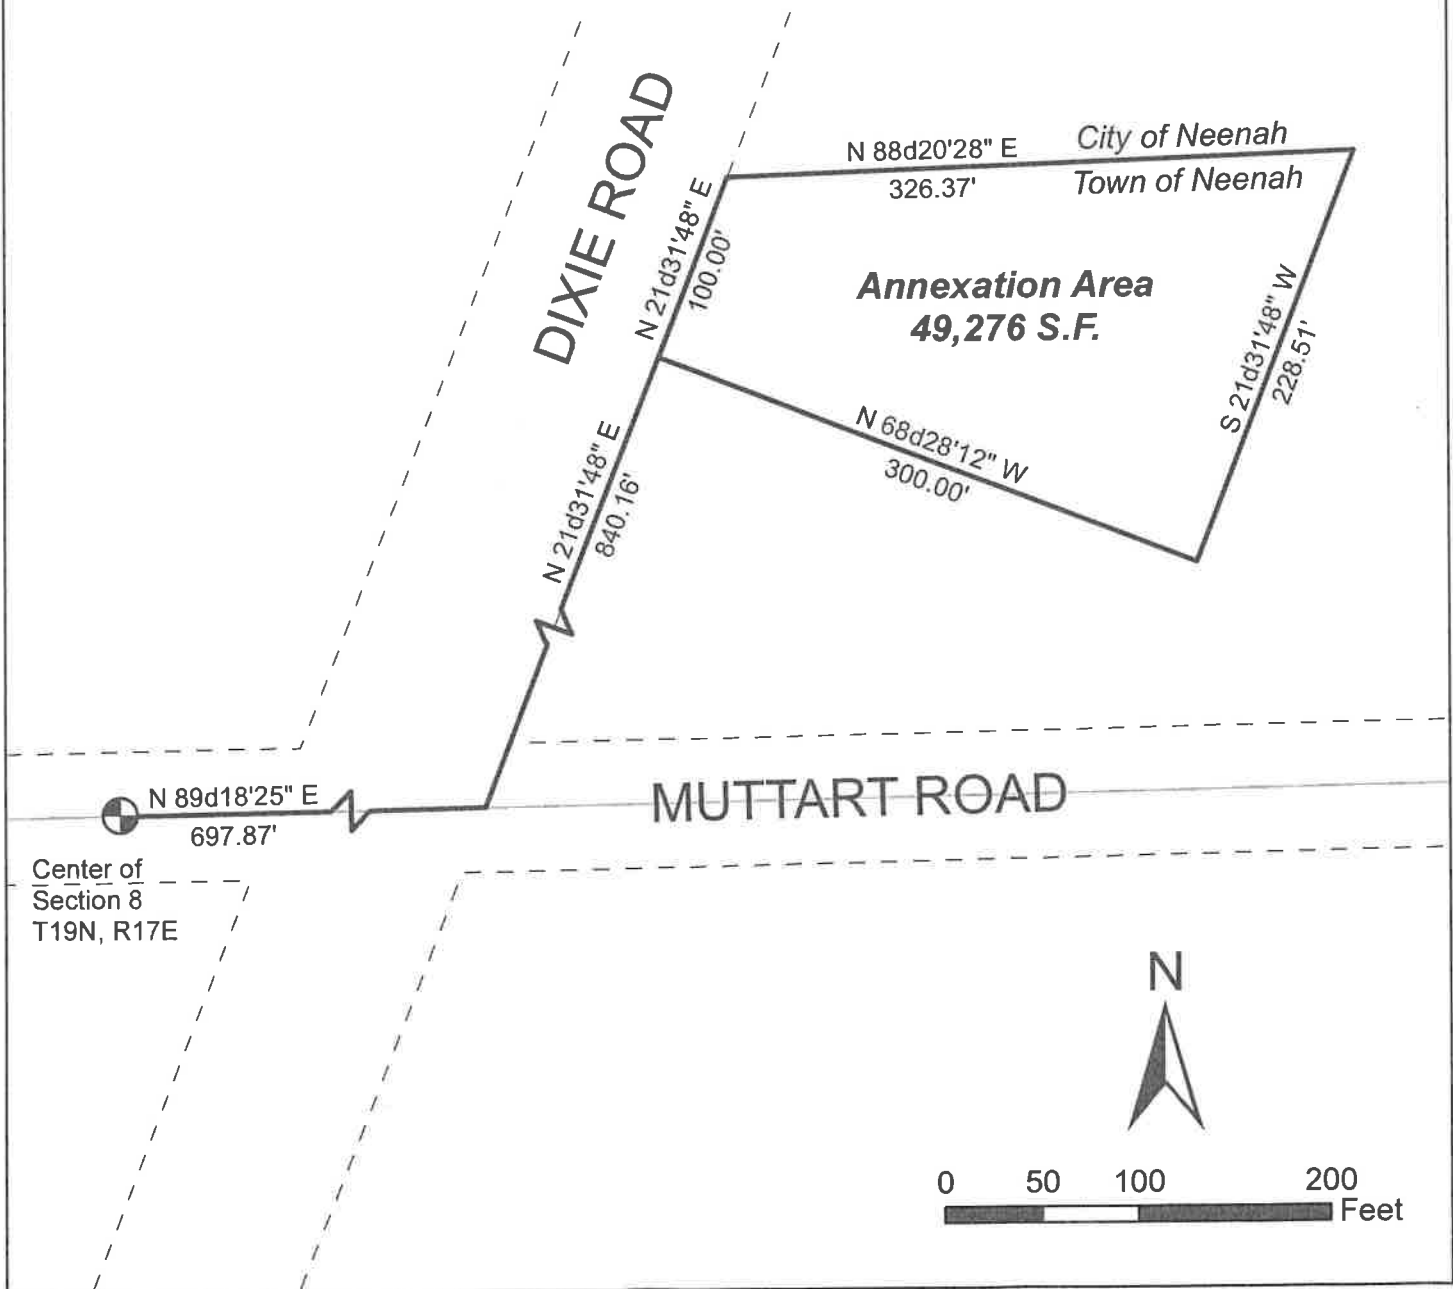 City of Neenah
N 88d20'28" E
326.37'
Town of Neenah
DIXIE ROAD
N 21d31'48" E
100.00'
Annexation Area
49,276 S.F.
S 21d31'48" W
228.51'
N 68d28'12" W
300.00'
N 21d31'48" E
840.16'
MUTTART ROAD
N 89d18'25" E
697.87'
Center of
Section 8
T19N, R17E
N
0 50 100 200
Feet